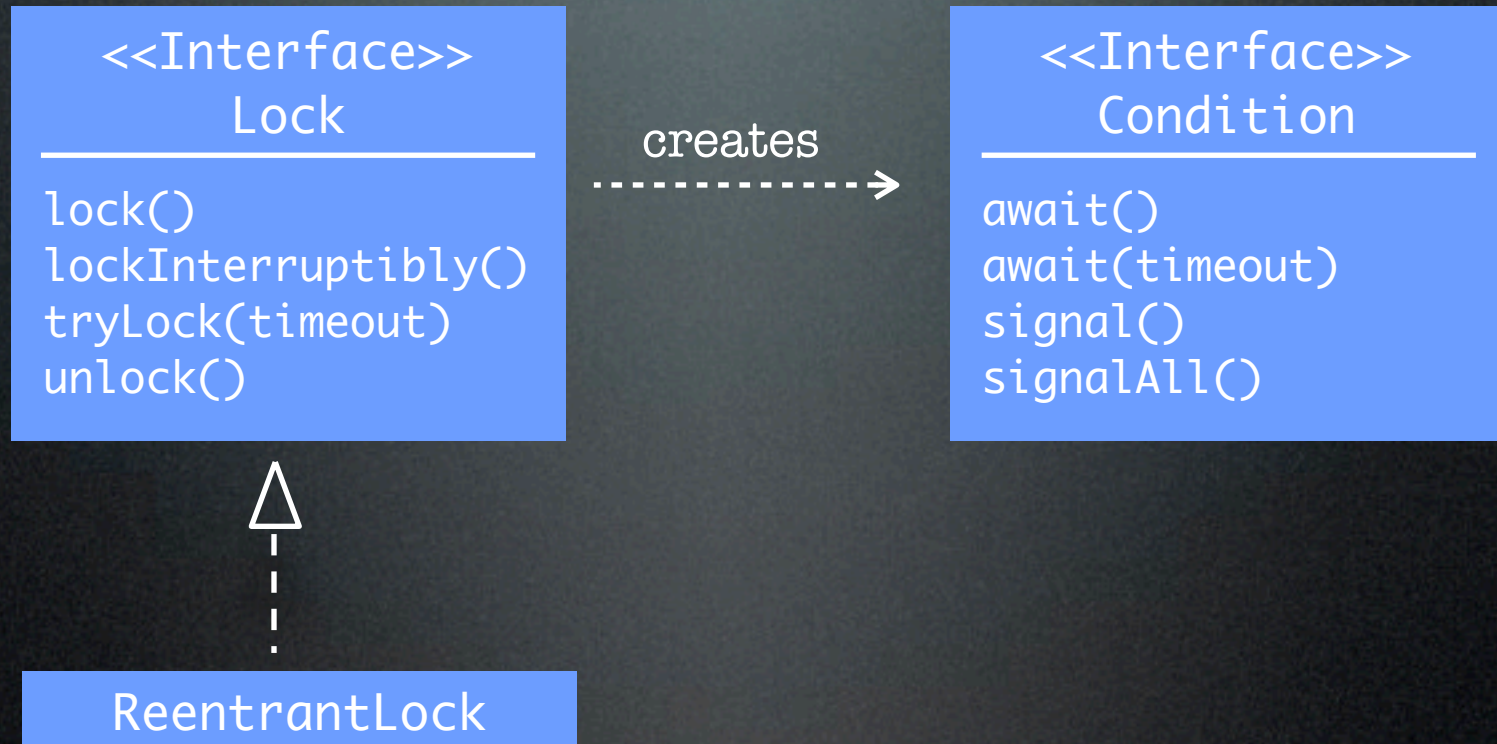 <<Interface>>
Lock
lock()
lockInterruptibly()
tryLock(timeout)
unlock()
creates
<<Interface>>
Condition
await()
await(timeout)
signal()
signalAll()
ReentrantLock